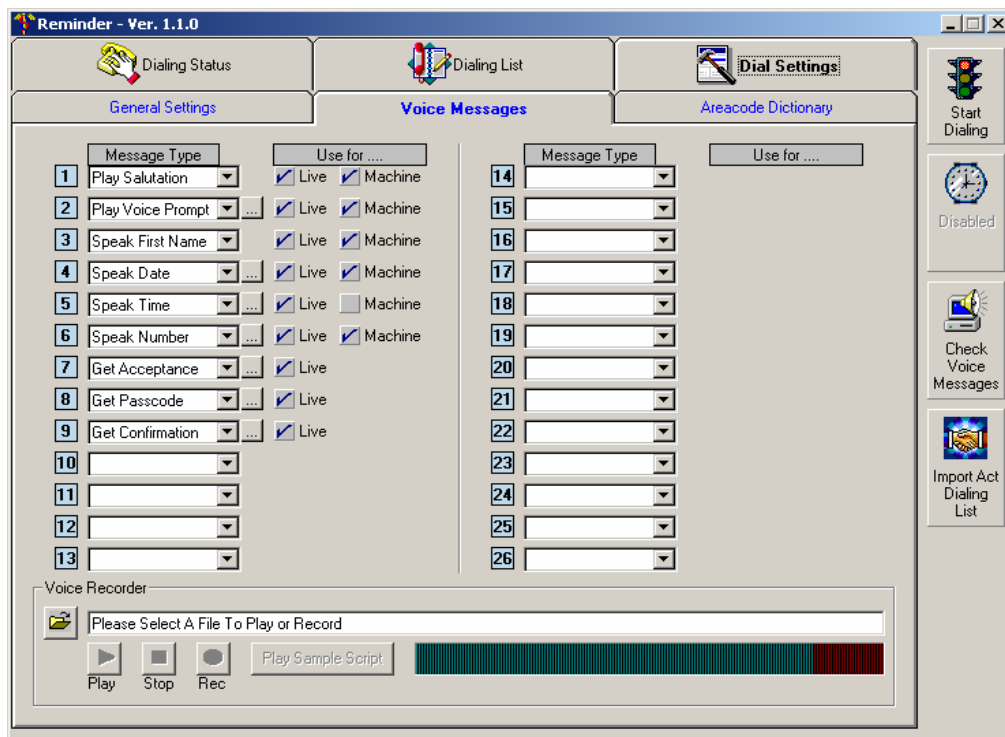 Reminder - Ver. 1.1.0
Dialing Status
Dialing List
Dial Settings
General Settings
Voice Messages
Areacode Dictionary
Message Type Use for ....
1 Play Salutation Live Machine
2 Play Voice Prompt ... Live Machine
3 Speak First Name Live Machine
4 Speak Date ... Live Machine
5 Speak Time ... Live Machine
6 Speak Number ... Live Machine
7 Get Acceptance ... Live
8 Get Passcode ... Live
9 Get Confirmation ... Live
10
11
12
13
Message Type Use for ....
14
15
16
17
18
19
20
21
22
23
24
25
26
Voice Recorder
Please Select A File To Play or Record
Play Stop Rec
Play Sample Script
Start
Dialing
Disabled
Check
Voice
Messages
Import Act
Dialing
List